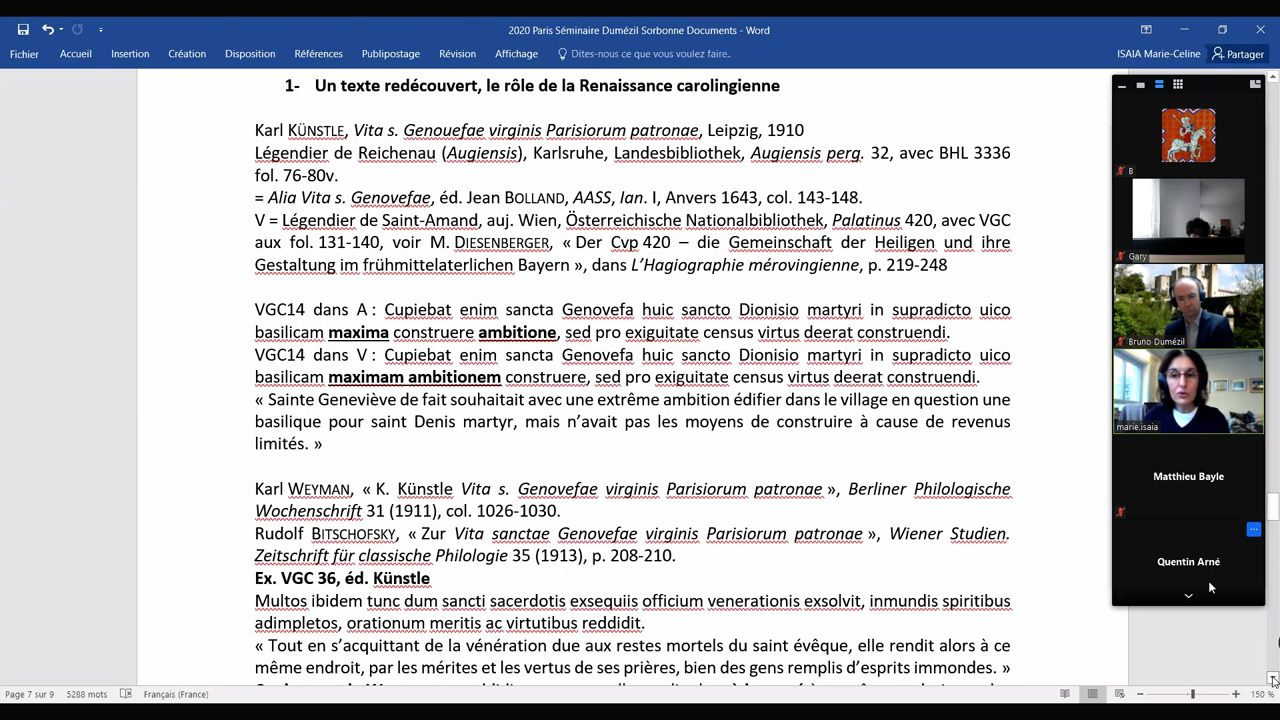 2020 Paris Séminaire Dumézil Sorbonne Documents - Word
Fichier Accueil Insertion Création Disposition Références Publipostage Révision Affichage Dites-nous ce que vous voulez faire.. ISAIA Marie-Celine Partager
1- Un texte redécouvert, le rôle de la Renaissance carolingienne
Karl KÜNSTLE, Vita s. Genouefae virginis Parisiorum patronae, Leipzig, 1910
Légendier de Reichenau (Augiensis), Karlsruhe, Landesbibliothek, Augiensis perg. 32, avec BHL 3336
fol. 76-80v.
= Alia Vita s. Genovefae, éd. Jean BOLLAND, AASS, Ian. I, Anvers 1643, col. 143-148.
V = Légendier de Saint-Amand, auj. Wien, Österreichische Nationalbibliothek, Palatinus 420, avec VGC
aux fol. 131-140, voir M. DIESENBERGER, « Der Cvp 420 – die Gemeinschaft der Heiligen und ihre
Gestaltung im frühmittelaterlichen Bayern », dans L'Hagiographie mérovingienne, p. 219-248
VGC14 dans A : Cupiebat enim sancta Genovefa huic sancto Dionisio martyri in supradicto uico
basilicam maxima construere ambitione, sed pro exiguitate census virtus deerat construendi.
VGC14 dans V : Cupiebat enim sancta Genovefa huic sancto Dionisio martyri in supradicto uico
basilicam maximam ambitionem construere, sed pro exiguitate census virtus deerat construendi.
« Sainte Geneviève de fait souhaitait avec une extrême ambition édifier dans le village en question une
basilique pour saint Denis martyr, mais n'avait pas les moyens de construire à cause de revenus
limités. »
Karl WEYMAN, « K. Künstle Vita s. Genovefae virginis Parisiorum patronae », Berliner Philologische
Wochenschrift 31 (1911), col. 1026-1030.
Rudolf BITSCHOFSKY, « Zur Vita sanctae Genovefae virginis Parisiorum patronae », Wiener Studien.
Zeitschrift für classische Philologie 35 (1913), p. 208-210.
Ex. VGC 36, éd. Künstle
Multos ibidem tunc dum sancti sacerdotis exsequiis officium venerationis exsolvit, inmundis spiritibus
adimpletos, orationum meritis ac virtutibus reddidit.
« Tout en s'acquittant de la vénération due aux restes mortels du saint évêque, elle rendit alors à ce
même endroit, par les mérites et les vertus de ses prières, bien des gens remplis d'esprits immondes. »
B
Gary
Bruno Dumézil
marie.isaia
Matthieu Bayle
Quentin Arné
Page 7 sur 9 5288 mots Français (France) 150 %